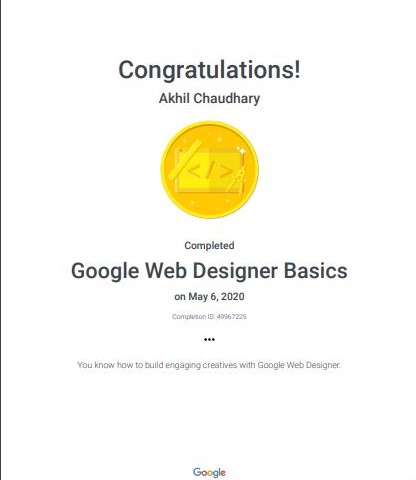 Congratulations!
Akhil Chaudhary
</>
Completed
Google Web Designer Basics
on May 6, 2020
Completion ID: 49967225
•••
You know how to build engaging creatives with Google Web Designer.
Google